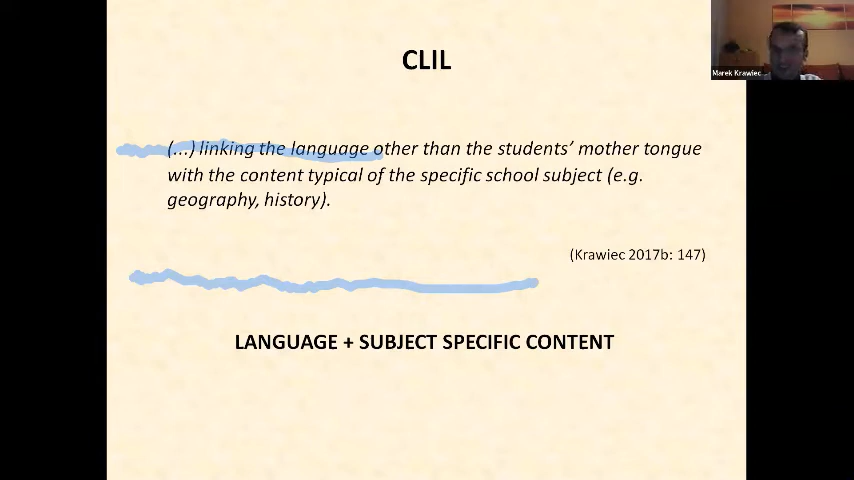 CLIL
Marek Krawiec
(...) linking the language other than the students' mother tongue
with the content typical of the specific school subject (e.g.
geography, history).
(Krawiec 2017b: 147)
LANGUAGE + SUBJECT SPECIFIC CONTENT